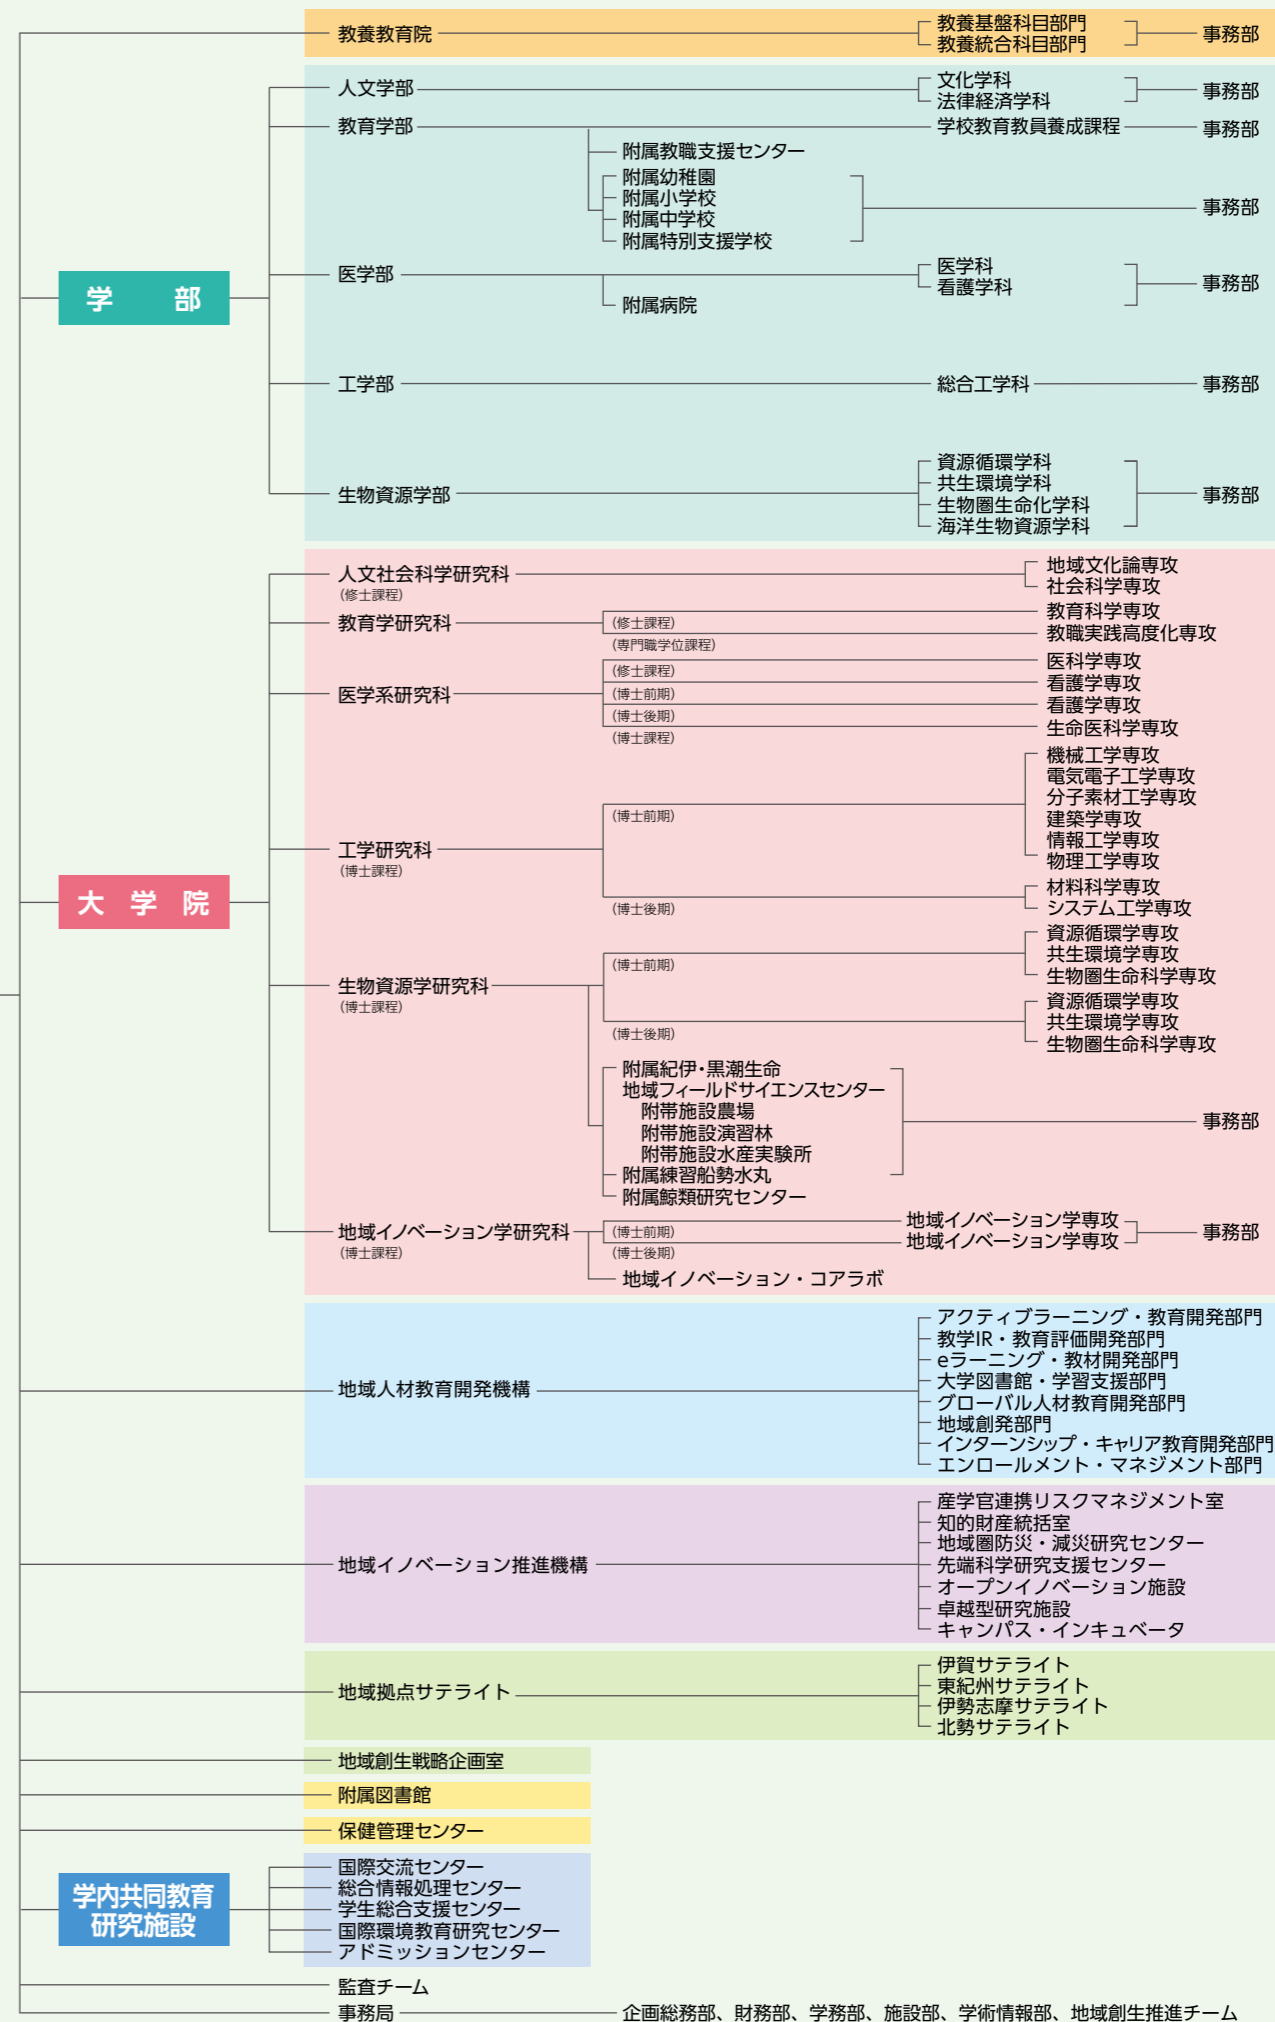 教養教育院
教養基盤科目部門
教養統合科目部門
事務部
学部
人文学部
文化学科
法律経済学科
事務部
教育学部
学校教育教員養成課程
事務部
附属教職支援センター
附属幼稚園
附属小学校
附属中学校
附属特別支援学校
事務部
医学部
医学科
看護学科
附属病院
事務部
工学部
総合工学科
事務部
生物資源学部
資源循環学科
共生環境学科
生物圏生命化学科
海洋生物資源学科
事務部
大学院
人文社会科学研究科
(修士課程)
地域文化論専攻
社会科学専攻
教育学研究科
(修士課程)
教育科学専攻
(専門職学位課程)
教職実践高度化専攻
医学系研究科
(修士課程)
医科学専攻
(博士前期)
看護学専攻
(博士後期)
看護学専攻
(博士課程)
生命医科学専攻
工学研究科
(博士課程)
(博士前期)
機械工学専攻
電気電子工学専攻
分子素材工学専攻
建築学専攻
情報工学専攻
物理工学専攻
(博士後期)
材料科学専攻
システム工学専攻
生物資源学研究科
(博士課程)
(博士前期)
資源循環学専攻
共生環境学専攻
生物圏生命科学専攻
(博士後期)
資源循環学専攻
共生環境学専攻
生物圏生命科学専攻
附属紀伊・黒潮生命
地域フィールドサイエンスセンター
附帯施設農場
附帯施設演習林
附帯施設水産実験所
附属練習船勢水丸
附属鯨類研究センター
事務部
地域イノベーション学研究科
(博士課程)
(博士前期)
地域イノベーション学専攻
(博士後期)
地域イノベーション学専攻
事務部
地域イノベーション・コアラボ
地域人材教育開発機構
アクティブラーニング・教育開発部門
教学IR・教育評価開発部門
eラーニング・教材開発部門
大学図書館・学習支援部門
グローバル人材教育開発部門
地域創発部門
インターンシップ・キャリア教育開発部門
エンロールメント・マネジメント部門
地域イノベーション推進機構
産学官連携リスクマネジメント室
知的財産統括室
地域圏防災・減災研究センター
先端科学研究支援センター
オープンイノベーション施設
卓越型研究施設
キャンパス・インキュベータ
地域拠点サテライト
伊賀サテライト
東紀州サテライト
伊勢志摩サテライト
北勢サテライト
地域創生戦略企画室
附属図書館
保健管理センター
学内共同教育
研究施設
国際交流センター
総合情報処理センター
学生総合支援センター
国際環境教育研究センター
アドミッションセンター
監査チーム
事務局
企画総務部、財務部、学務部、施設部、学術情報部、地域創生推進チーム